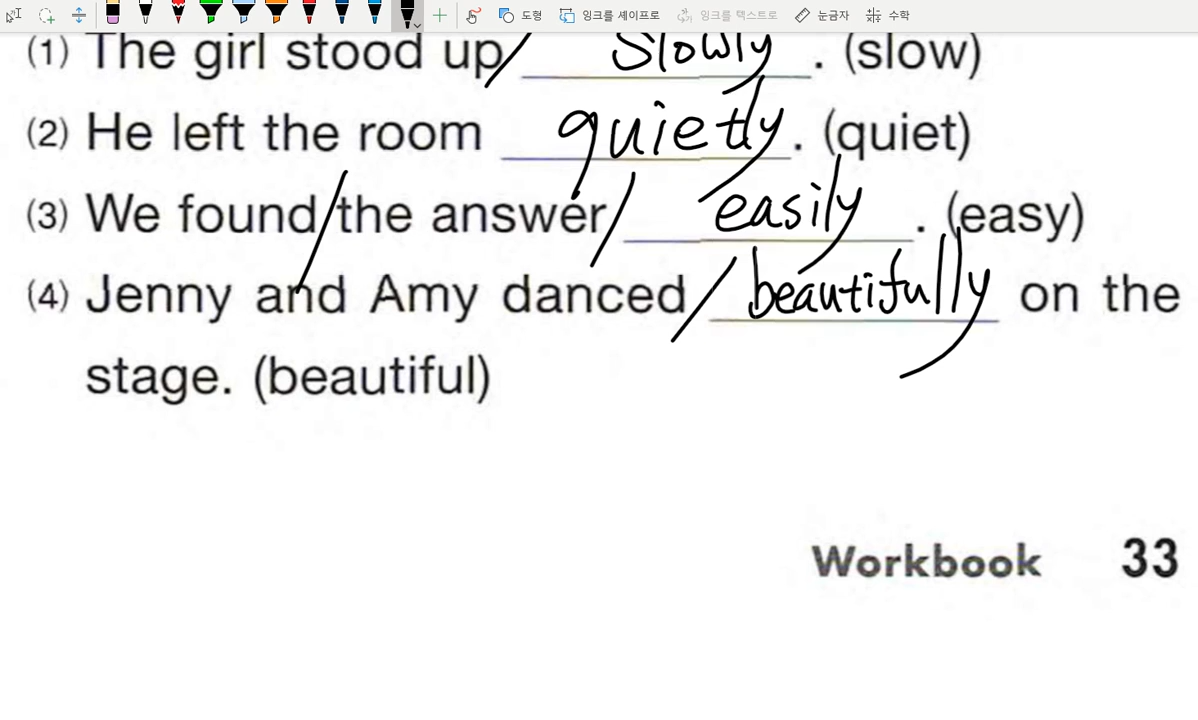 도형 잉크를 셰이프로 잉크를 텍스트로 눈금자 수학
(1) The girl stood up/ slowly . (slow)
(2) He left the room quietly . (quiet)
(3) We found/the answer/ easily . (easy)
(4) Jenny and Amy danced/ beautifully on the
stage. (beautiful)
Workbook 33